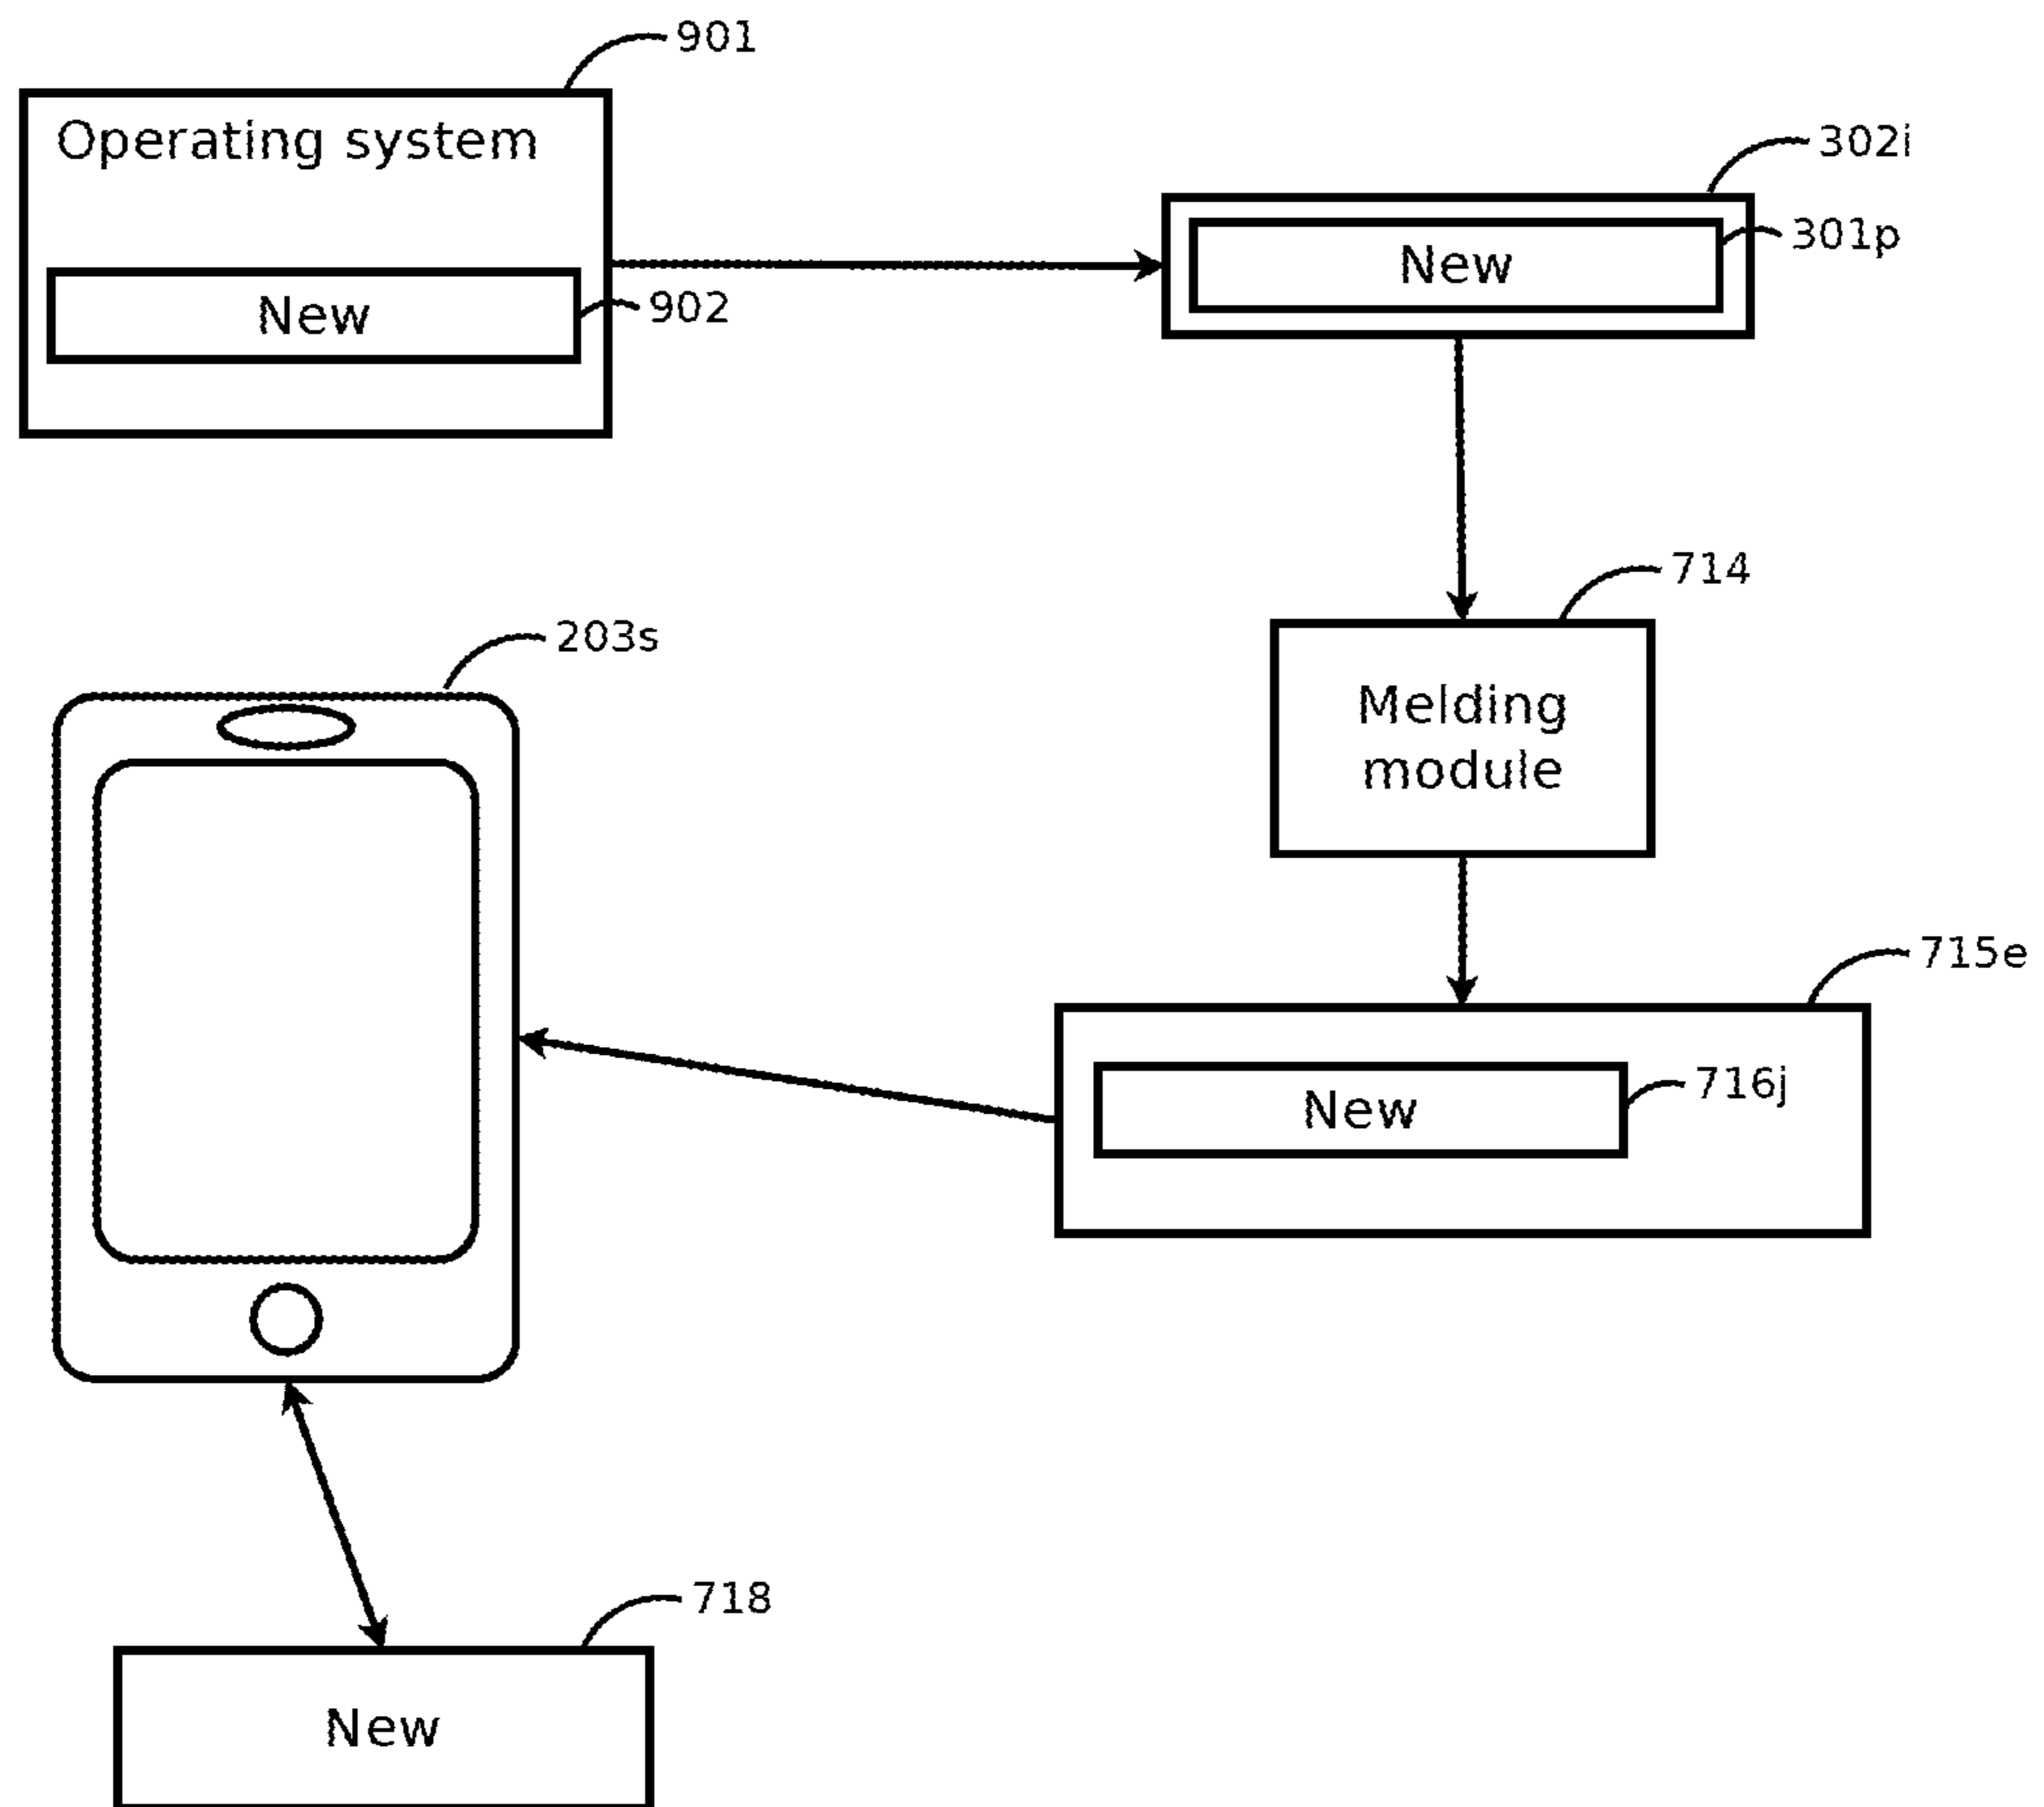 901
Operating system
302i
301p
New
New
902
714
203s
Melding
module
715e
716j
New
718
New